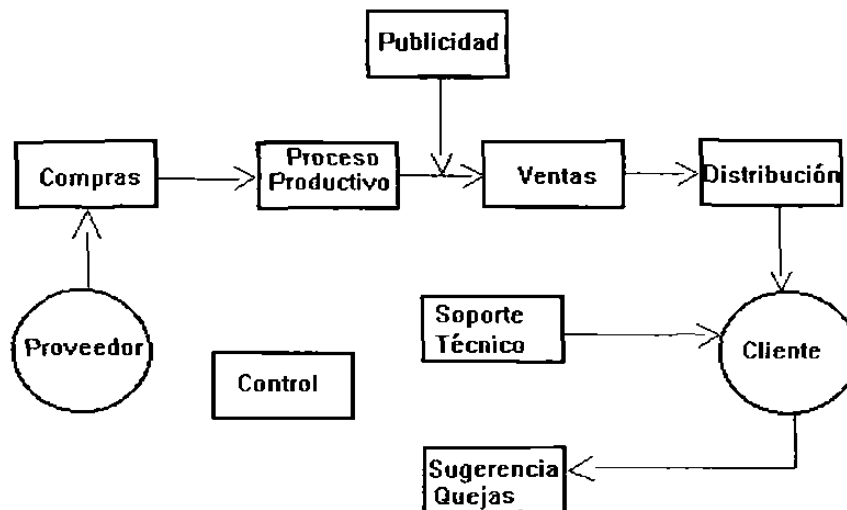 Publicidad
Compras
Proceso
Productivo
Ventas
Distribución
Proveedor
Control
Soporte
Técnico
Cliente
Sugerencia
Quejas